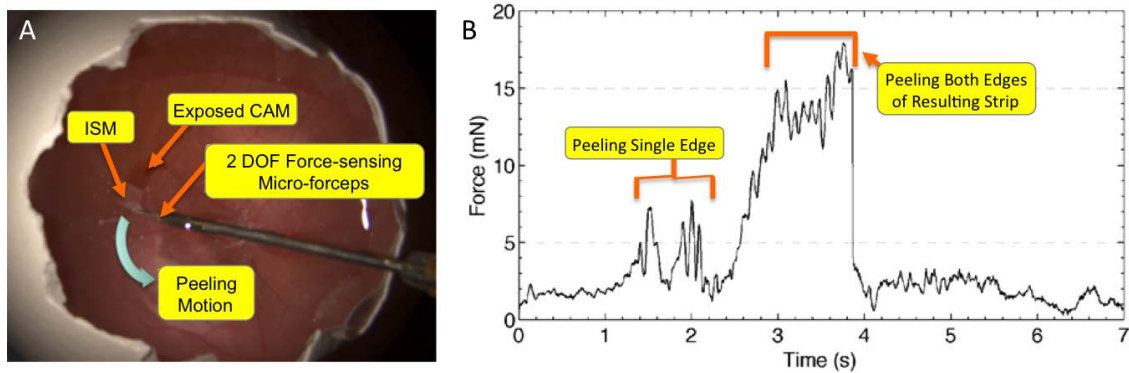 A
ISM
Exposed CAM
2 DOF Force-sensing
Micro-forceps
Peeling
Motion
B
Force (mN)
20
15
10
5
0
Peeling Single Edge
Peeling Both Edges
of Resulting Strip
0 1 2 3 4 5 6 7
Time (s)